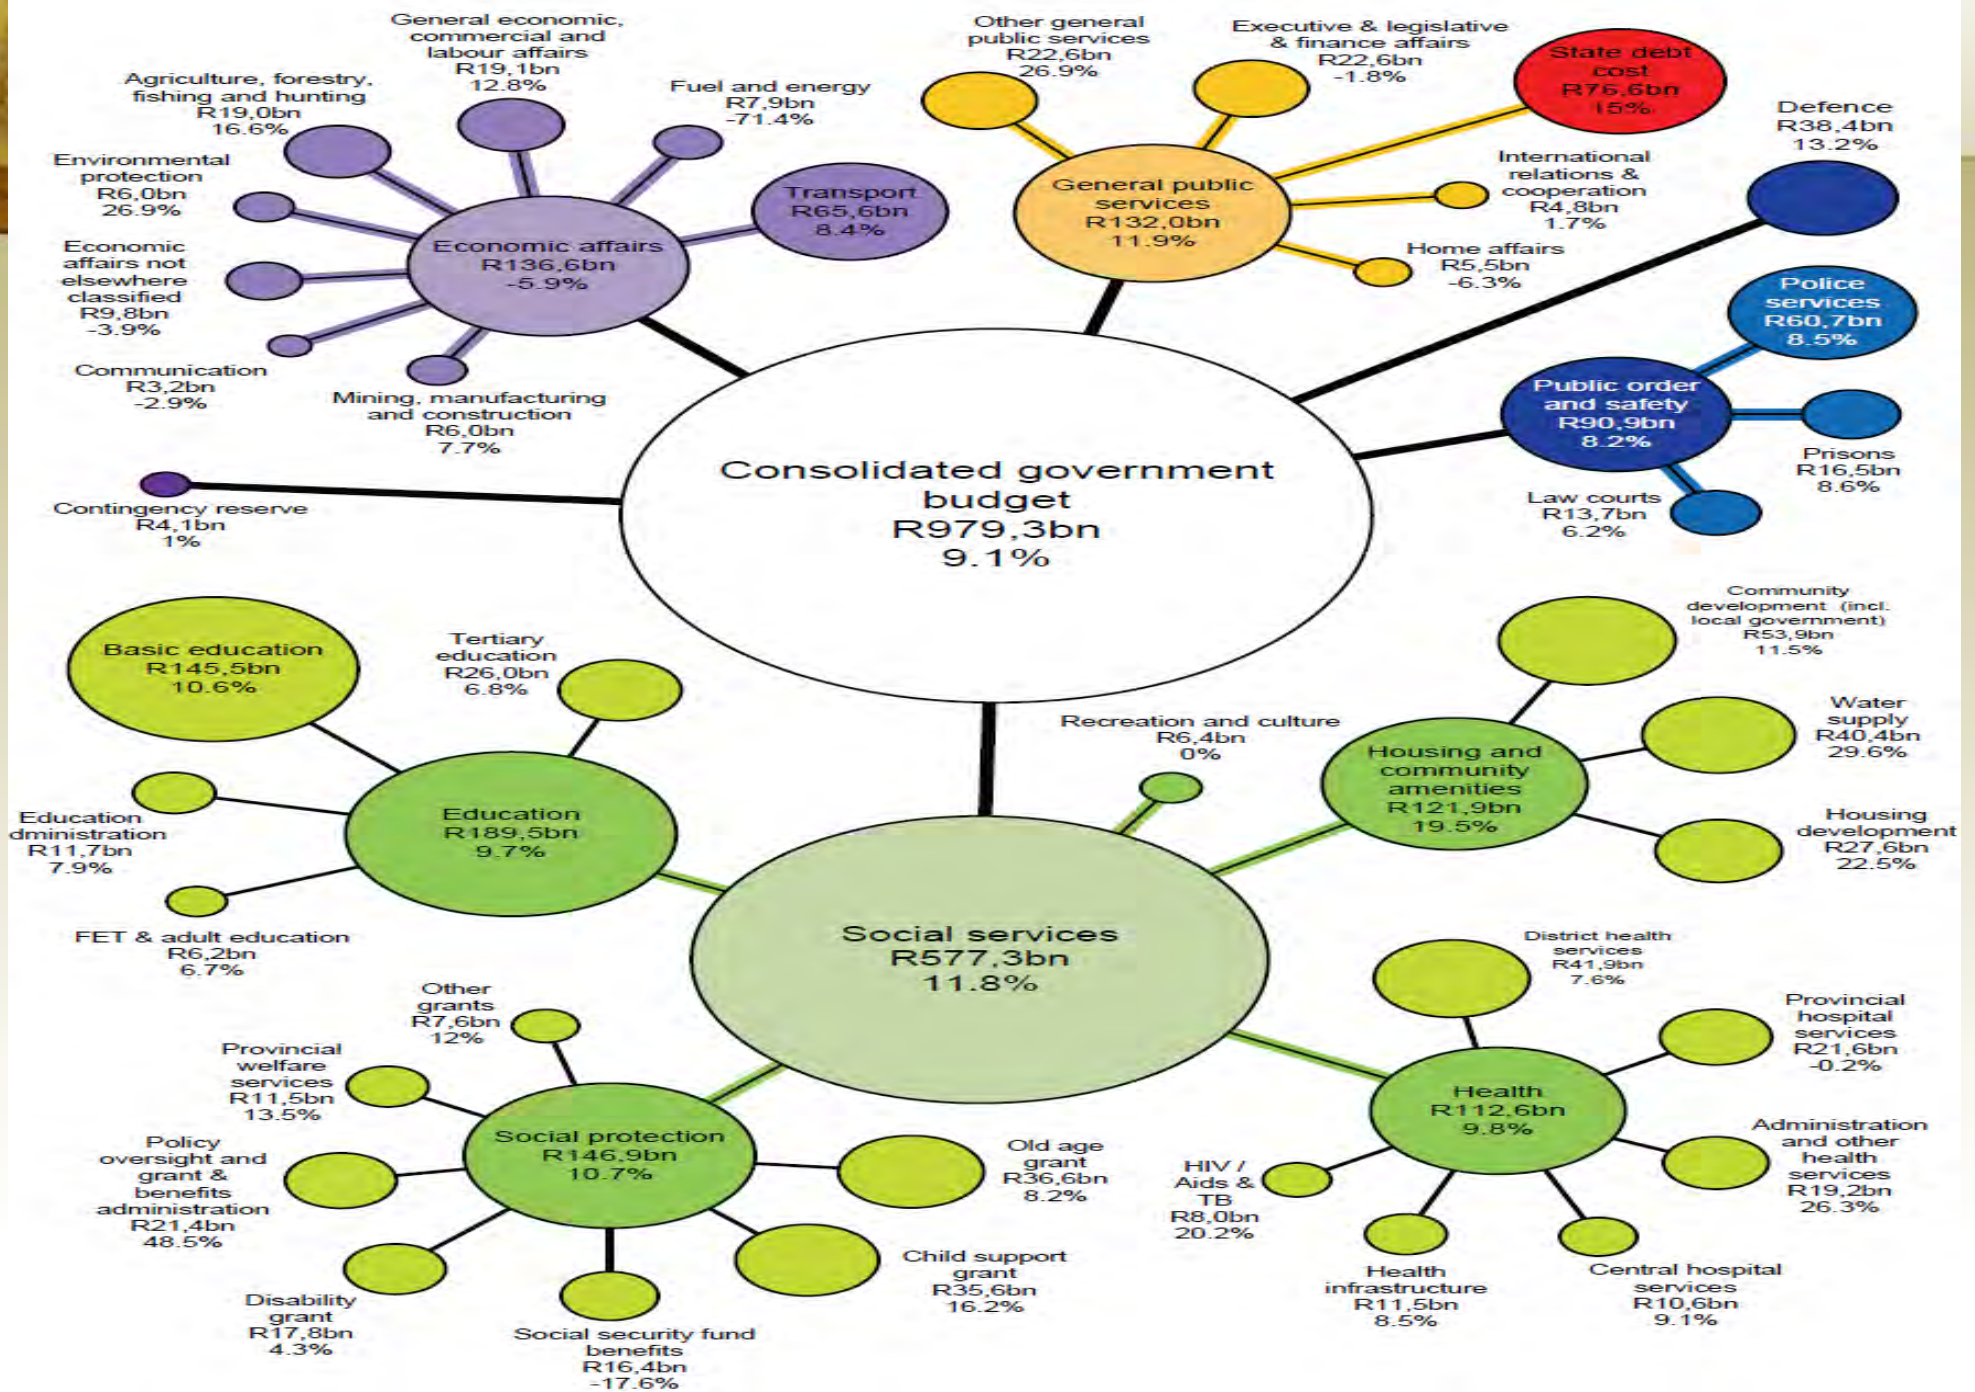 General economic,
commercial and
labour affairs
R19,1bn
12.8%
Agriculture, forestry,
fishing and hunting
R19,0bn
16.6%
Fuel and energy
R7,9bn
-71.4%
Environmental
protection
R6,0bn
26.9%
Transport
R65,6bn
8.4%
Economic affairs
R136,6bn
-5.9%
Economic
affairs not
elsewhere
classified
R9,8bn
-3.9%
Communication
R3,2bn
-2.9%
Mining, manufacturing
and construction
R6,0bn
7.7%
Other general
public services
R22,6bn
26.9%
Executive & legislative
& finance affairs
R22,6bn
-1.8%
State debt
cost
R76,6bn
15%
General public
services
R132,0bn
11.9%
International
relations &
cooperation
R4,8bn
1.7%
Home affairs
R5,5bn
-6.3%
Defence
R38,4bn
13.2%
Police
services
R60,7bn
8.5%
Public order
and safety
R90,9bn
8.2%
Prisons
R16,5bn
8.6%
Law courts
R13,7bn
6.2%
Contingency reserve
R4,1bn
1%
Consolidated government
budget
R979,3bn
9.1%
Basic education
R145,5bn
10.6%
Tertiary
education
R26,0bn
6.8%
Education
dministration
R11,7bn
7.9%
Education
R189,5bn
9.7%
FET & adult education
R6,2bn
6.7%
Recreation and culture
R6,4bn
0%
Community
development (incl.
local government)
R53,9bn
11.5%
Water
supply
R40,4bn
29.6%
Housing and
community
amenities
R121,9bn
19.5%
Housing
development
R27,6bn
22.5%
Social services
R577,3bn
11.8%
Other
grants
R7,6bn
12%
Provincial
welfare
services
R11,5bn
13.5%
Policy
oversight and
grant &
benefits
administration
R21,4bn
48.5%
Social protection
R146,9bn
10.7%
Old age
grant
R36,6bn
8.2%
Child support
grant
R35,6bn
16.2%
Disability
grant
R17,8bn
4.3%
Social security fund
benefits
R16,4bn
-17.6%
District health
services
R41,9bn
7.6%
Provincial
hospital
services
R21,6bn
-0.2%
Health
R112,6bn
9.8%
Administration
and other
health
services
R19,2bn
26.3%
HIV /
Aids &
TB
R8,0bn
20.2%
Health
infrastructure
R11,5bn
8.5%
Central hospital
services
R10,6bn
9.1%